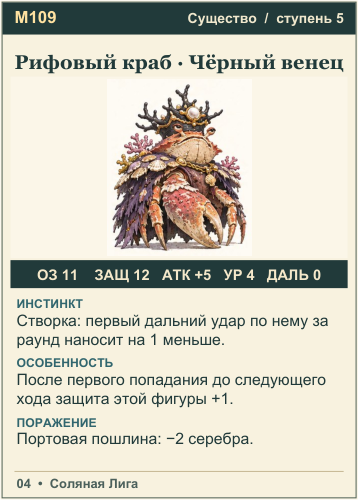 M109 Существо / ступень 5
Рифовый краб · Чёрный венец
ОЗ 11 ЗАЩ 12 АТК +5 УР 4 ДАЛЬ 0
ИНСТИНКТ
Створка: первый дальний удар по нему за
раунд наносит на 1 меньше.
ОСОБЕННОСТЬ
После первого попадания до следующего
хода защита этой фигуры +1.
ПОРАЖЕНИЕ
Портовая пошлина: −2 серебра.
04 • Соляная Лига